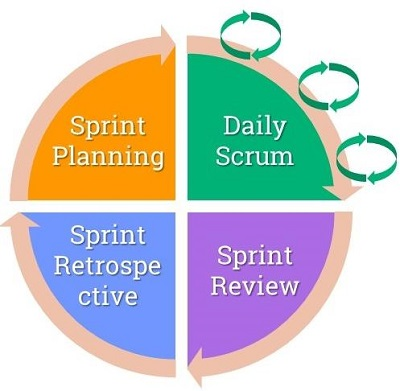 Sprint
Planning
Daily
Scrum
Sprint
Retrospe
ctive
Sprint
Review